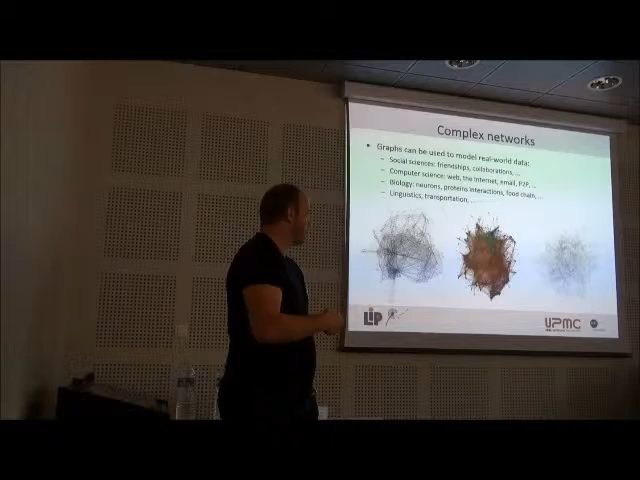 Complex networks
• Graphs can be used to model real-world data:
– Social sciences: friendships, collaborations, ...
– Computer science: web, the Internet, email, P2P, ...
– Biology: neurons, proteins interactions, food chain, ...
– Linguistics, transportation, ...
LIP
UPMC